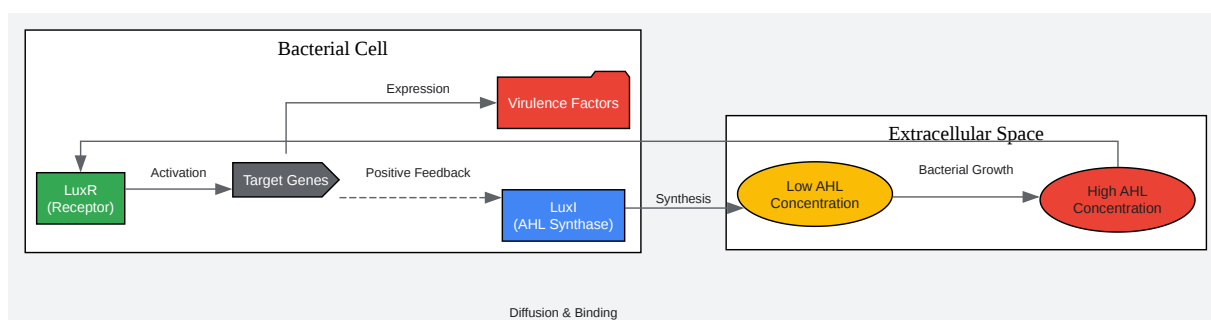 Bacterial Cell
Expression
Virulence Factors
Extracellular Space
LuxR
(Receptor)
Activation
Target Genes
Positive Feedback
LuxI
(AHL Synthase)
Synthesis
Low AHL
Concentration
Bacterial Growth
High AHL
Concentration
Diffusion & Binding